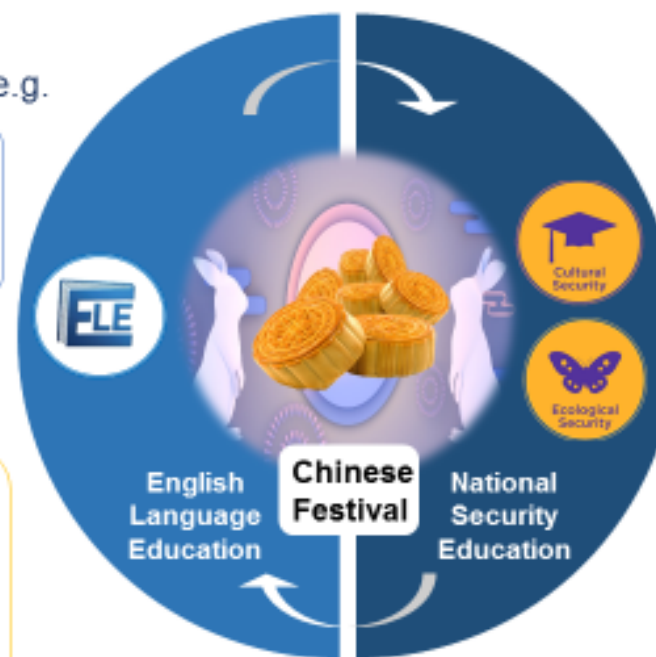 e.g.
Cultural
Security
ELE
Ecological
Security
Chinese
Festival
English
Language
Education
National
Security
Education